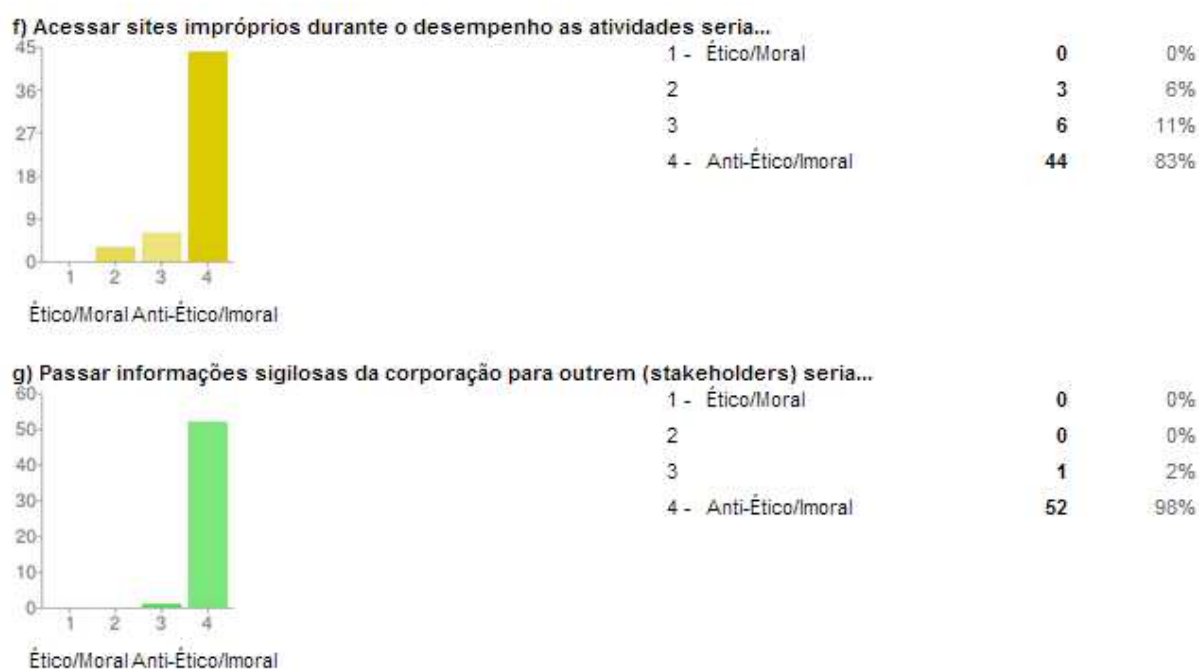 f) Acessar sites impróprios durante o desempenho as atividades seria...
45
36
27
18
9
0
1 2 3 4
Ético/Moral Anti-Ético/Imoral
1 - Ético/Moral 0 0%
2 3 6%
3 6 11%
4 - Anti-Ético/Imoral 44 83%
g) Passar informações sigilosas da corporação para outrem (stakeholders) seria...
60
50
40
30
20
10
0
1 2 3 4
Ético/Moral Anti-Ético/Imoral
1 - Ético/Moral 0 0%
2 0 0%
3 1 2%
4 - Anti-Ético/Imoral 52 98%